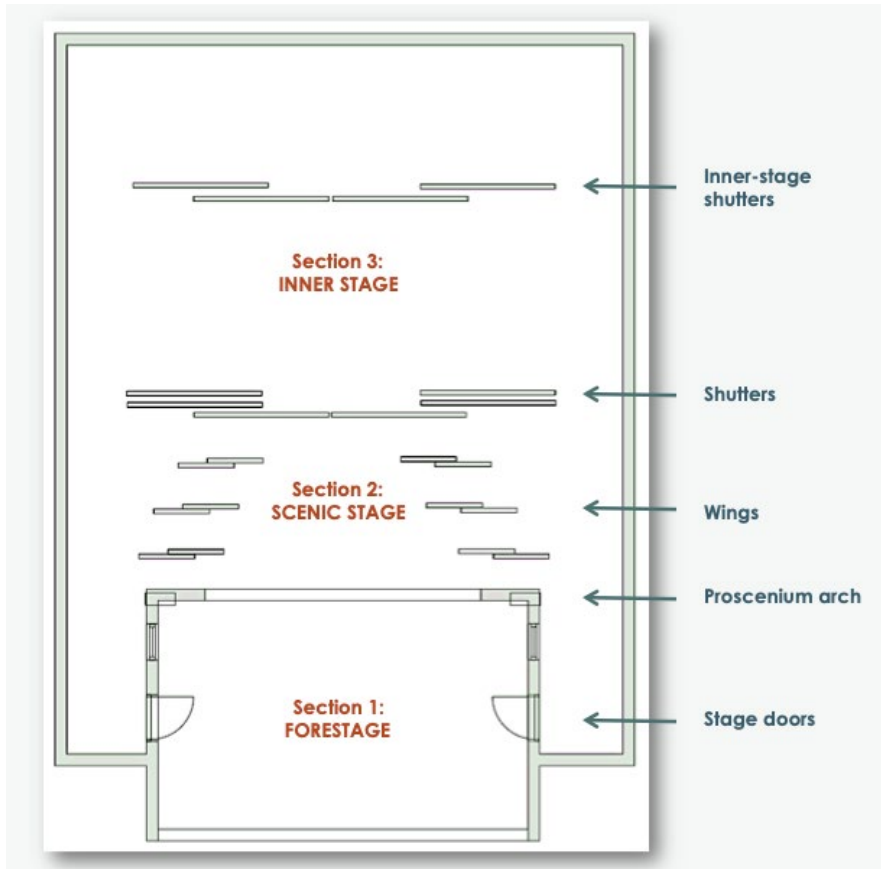 Inner-stage
shutters
Section 3:
INNER STAGE
Shutters
Section 2:
SCENIC STAGE
Wings
Proscenium arch
Section 1:
FORESTAGE
Stage doors